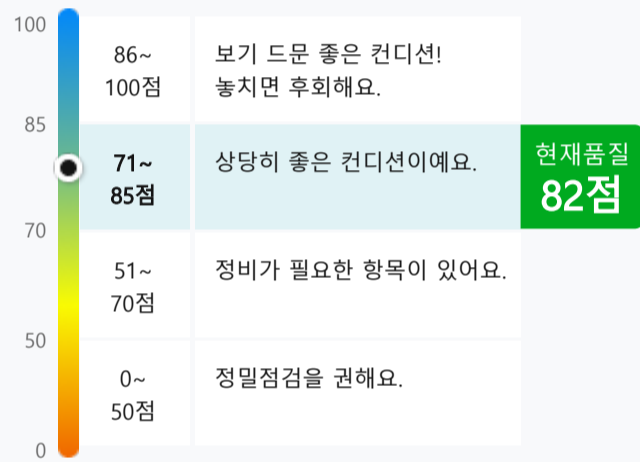 100
86~
100점
보기 드문 좋은 컨디션!
놓치면 후회해요.
85
71~
85점
상당히 좋은 컨디션이예요.
현재품질
82점
70
51~
70점
정비가 필요한 항목이 있어요.
50
0~
50점
정밀점검을 권해요.
0